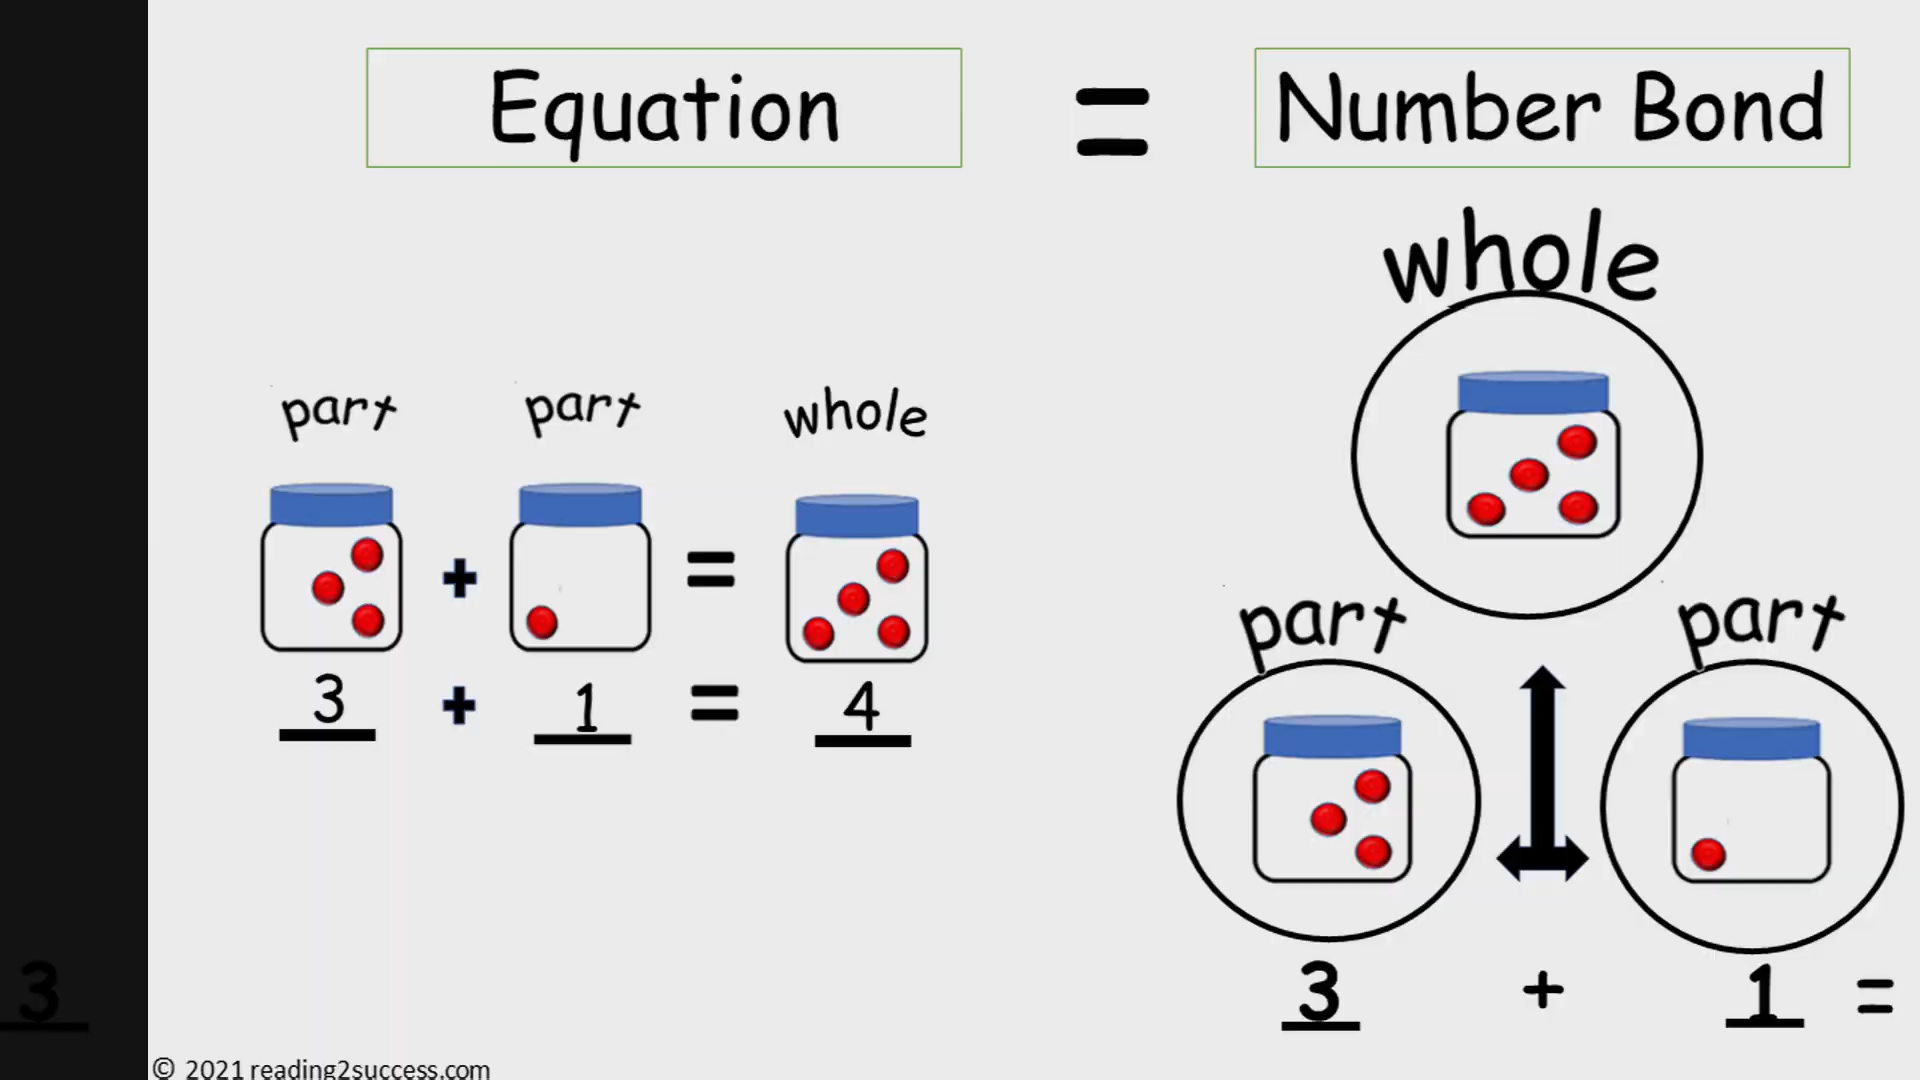 Equation = Number Bond
whole
part part whole
+ =
3 + 1 = 4
part part
3 + 1 =
3
© 2021 reading2success.com